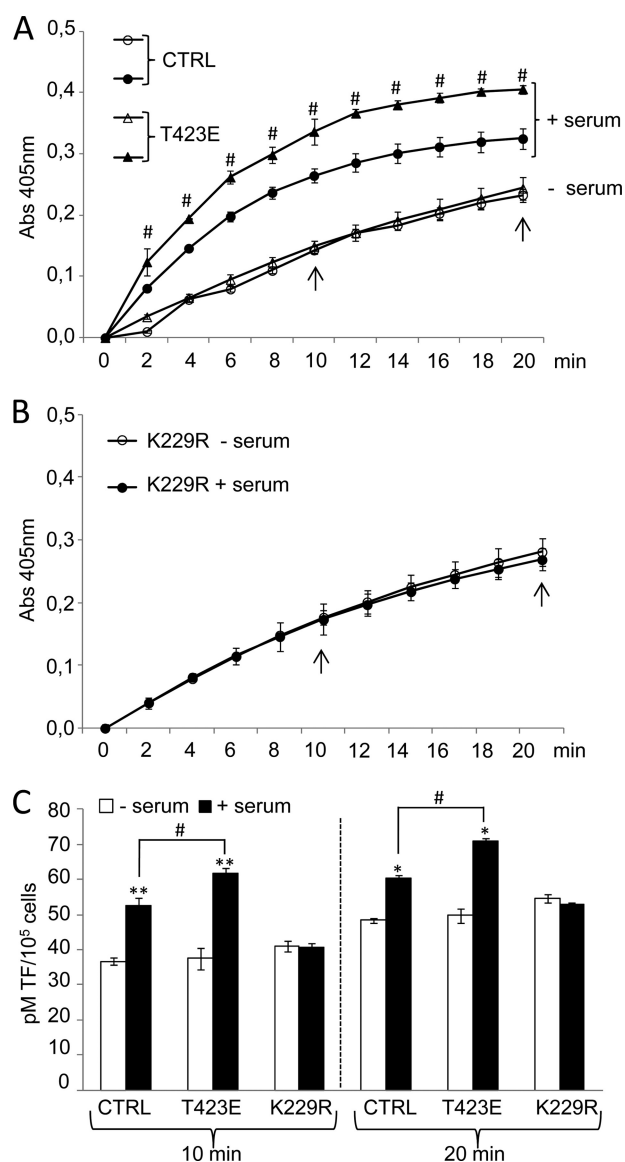 A
0,5
0,4
0,3
0,2
0,1
0,0
Abs 405nm
CTRL
T423E
# # # # # # # # # #
+ serum
- serum
0 2 4 6 8 10 12 14 16 18 20 min
B
0,5
0,4
0,3
0,2
0,1
0,0
Abs 405nm
K229R - serum
K229R + serum
0 2 4 6 8 10 12 14 16 18 20 min
C
- serum + serum
80
70
60
50
40
30
20
10
0
pM TF/10⁵ cells
# #
** ** * *
CTRL T423E K229R CTRL T423E K229R
10 min 20 min